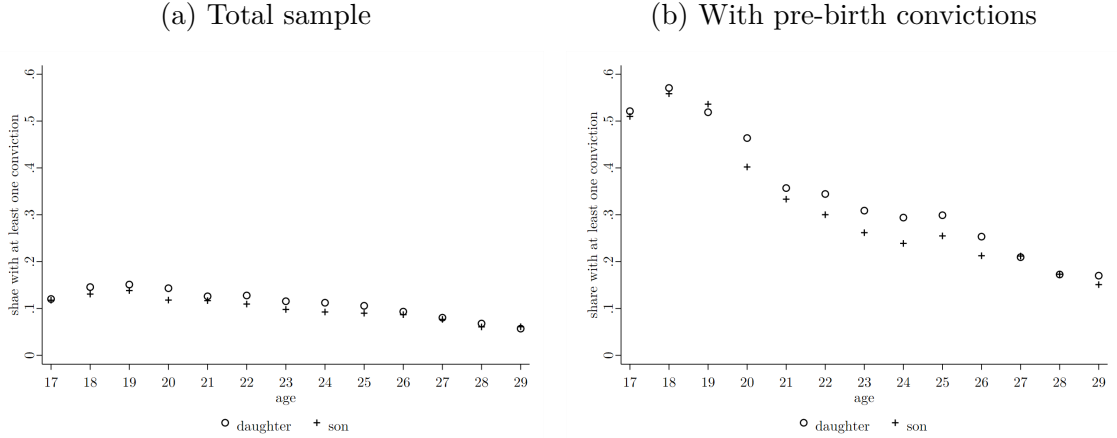 (a) Total sample
shae with at least one conviction
.6
.5
.4
.3
.2
.1
0
17 18 19 20 21 22 23 24 25 26 27 28 29
age
daughter son
(b) With pre-birth convictions
share with at least one conviction
.6
.5
.4
.3
.2
.1
0
17 18 19 20 21 22 23 24 25 26 27 28 29
age
daughter son